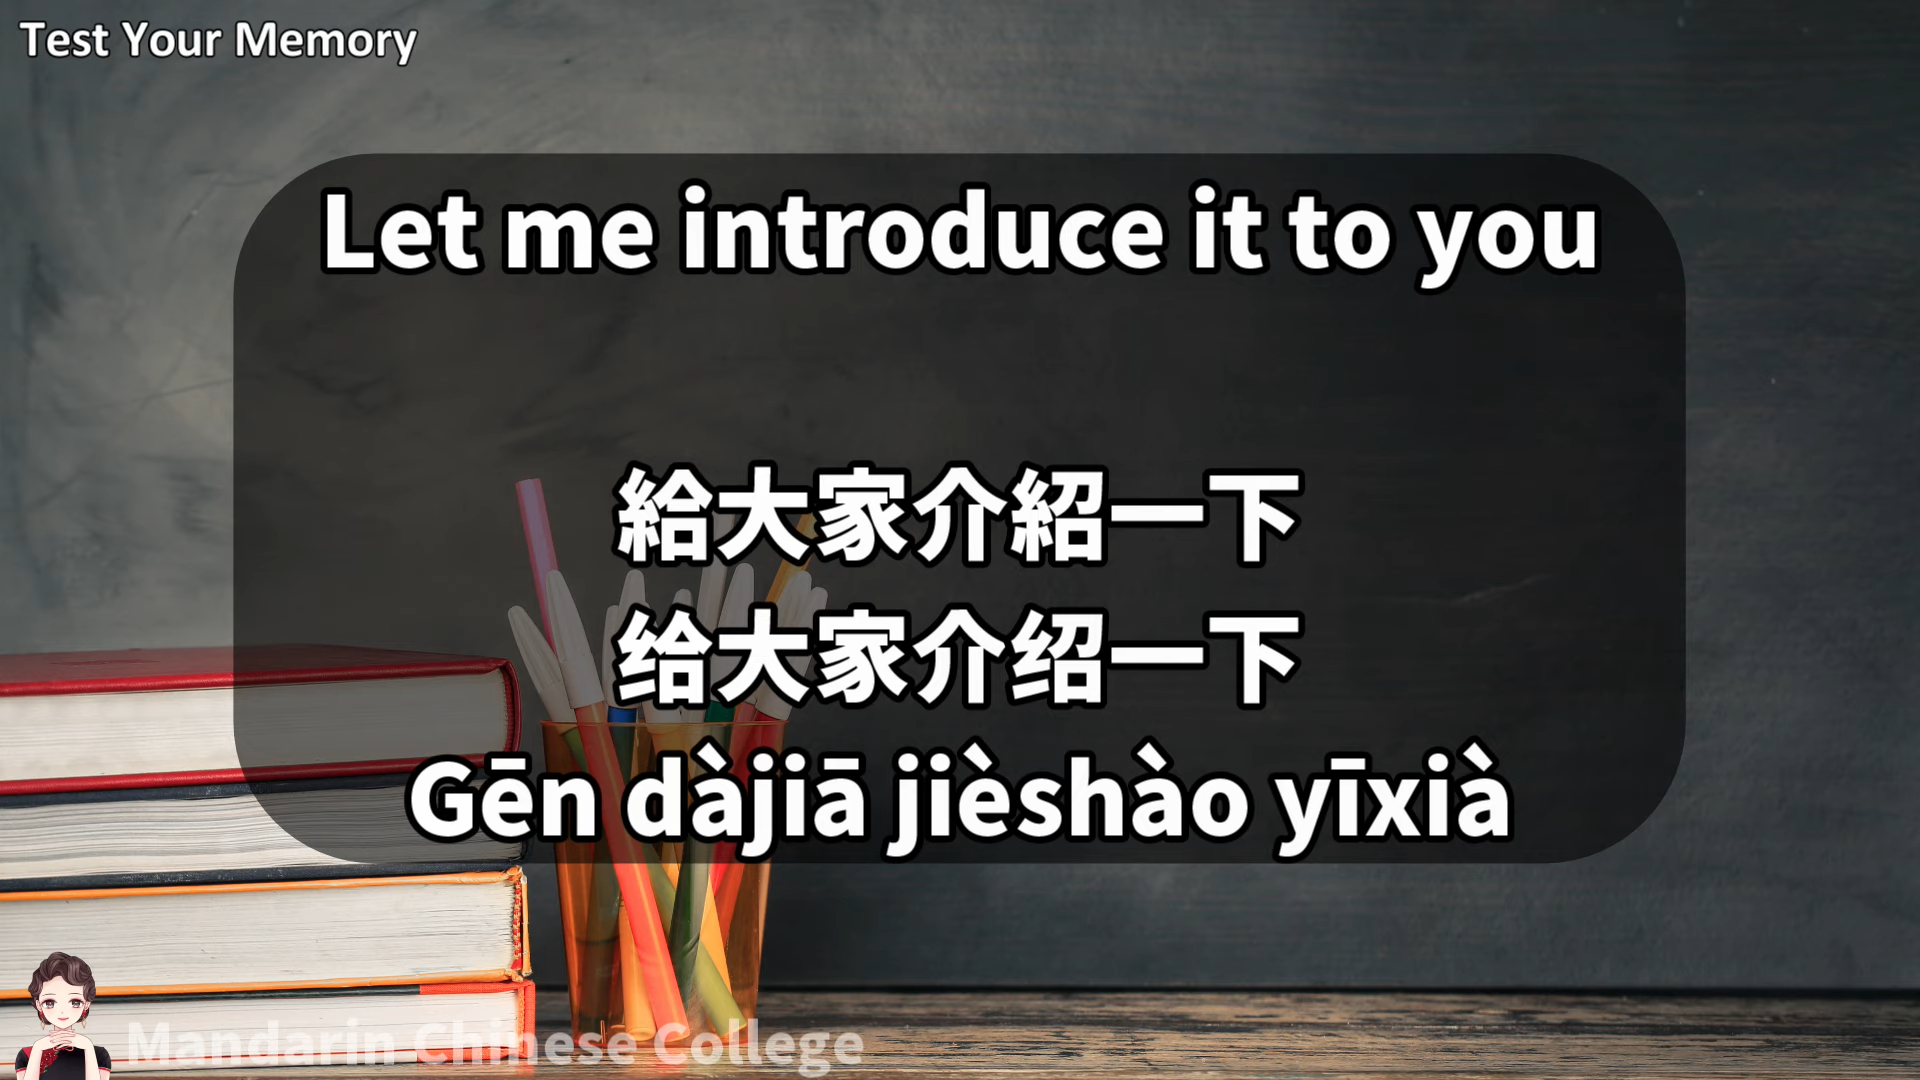 Test Your Memory
Let me introduce it to you
給大家介紹一下
给大家介绍一下
Gēn dàjiā jièshào yīxià
Mandarin Chinese College